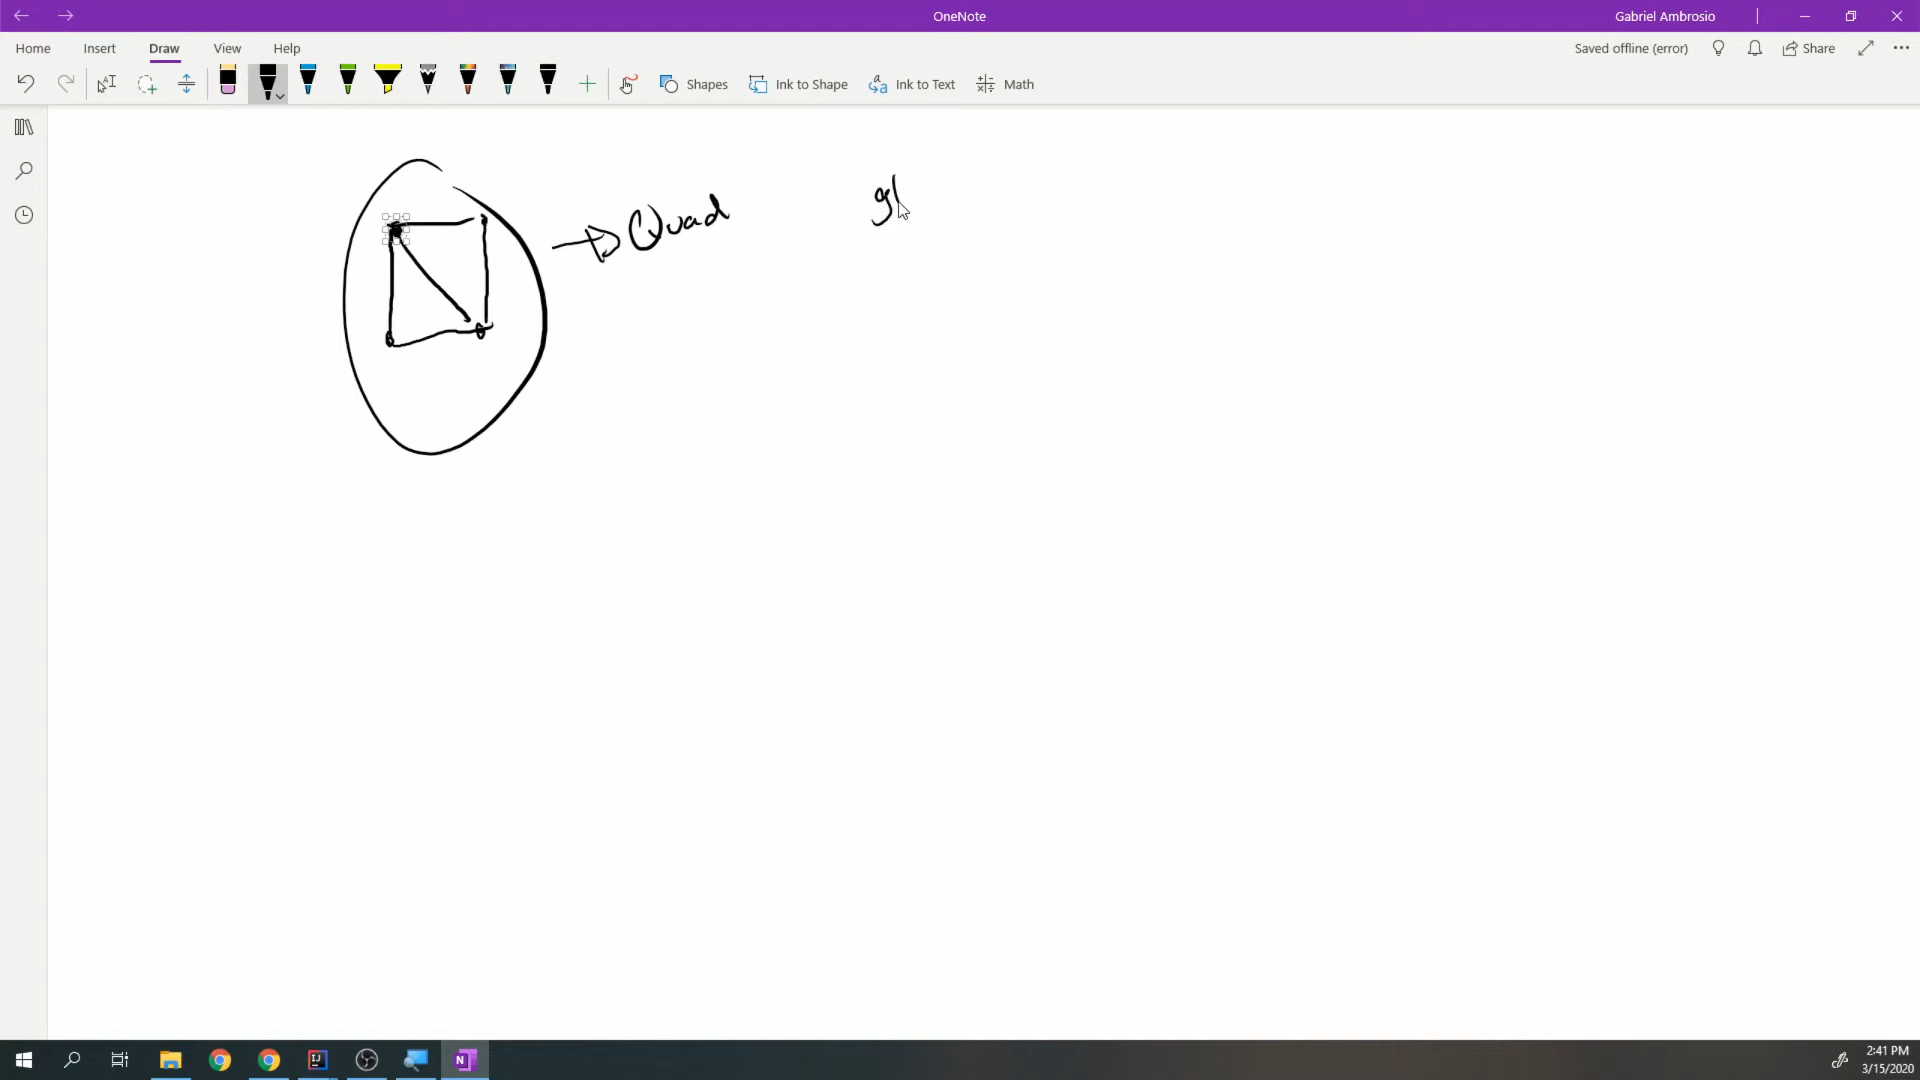 OneNote
Gabriel Ambrosio
Home Insert Draw View Help
Saved offline (error)
Share
Shapes
Ink to Shape
Ink to Text
Math
Quad
gl
2:41 PM
3/15/2020